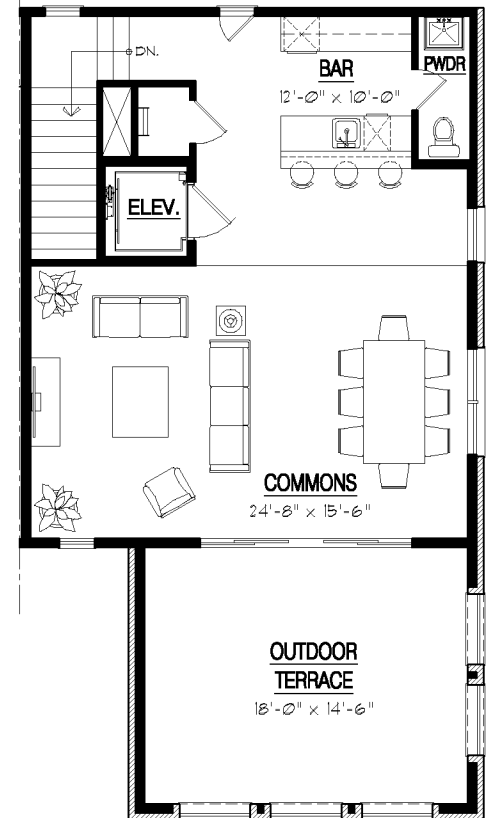 DN.
BAR
12'-0" x 10'-0"
PWDR
ELEV.
COMMONS
24'-8" x 15'-6"
OUTDOOR
TERRACE
18'-0" x 14'-6"